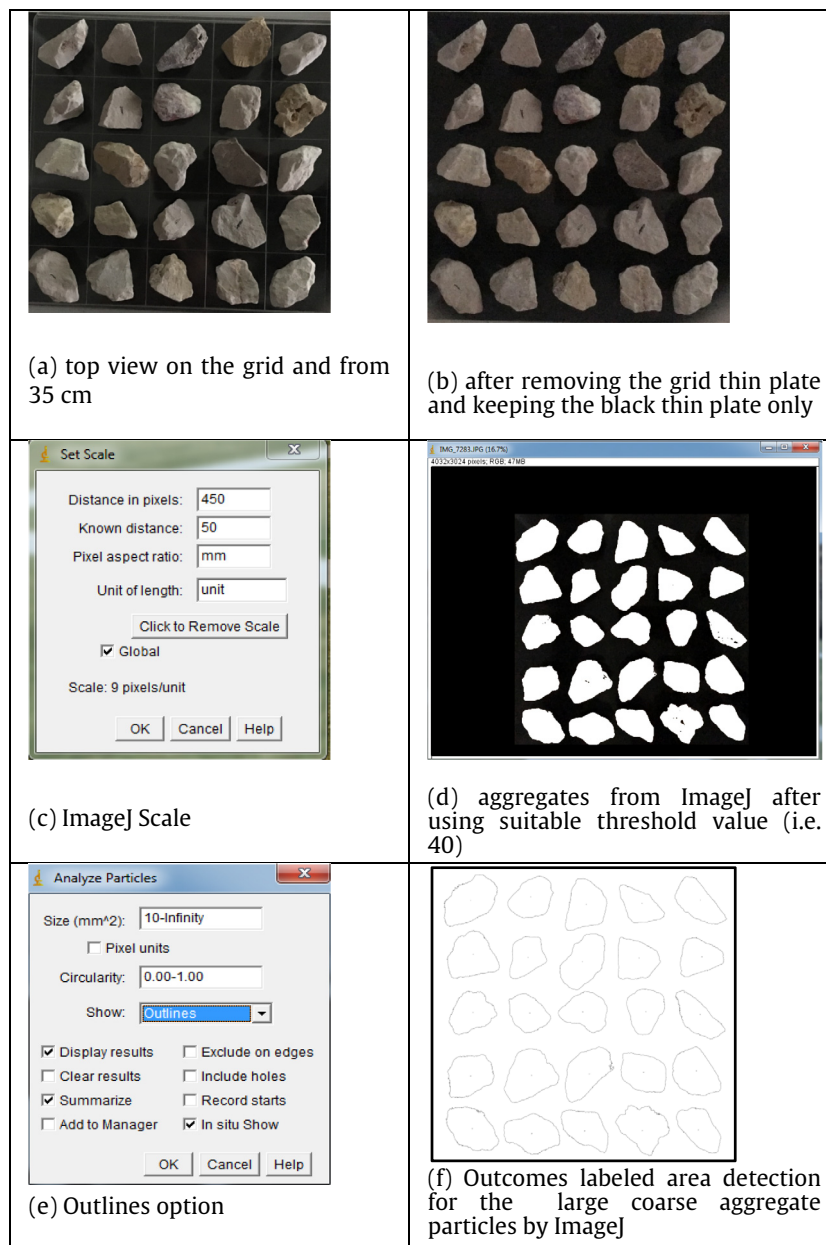 (a) top view on the grid and from
35 cm
(b) after removing the grid thin plate
and keeping the black thin plate only
Set Scale
Distance in pixels: 450
Known distance: 50
Pixel aspect ratio: mm
Unit of length: unit
Click to Remove Scale
Global
Scale: 9 pixels/unit
OK Cancel Help
(c) ImageJ Scale
IMG_7283.JPG (16.7%)
4032x3024 pixels; RGB; 47MB
(d) aggregates from ImageJ after
using suitable threshold value (i.e.
40)
Analyze Particles
Size (mm^2): 10-Infinity
Pixel units
Circularity: 0.00-1.00
Show: Outlines
Display results Exclude on edges
Clear results Include holes
Summarize Record starts
Add to Manager In situ Show
OK Cancel Help
(e) Outlines option
(f) Outcomes labeled area detection
for the large coarse aggregate
particles by ImageJ